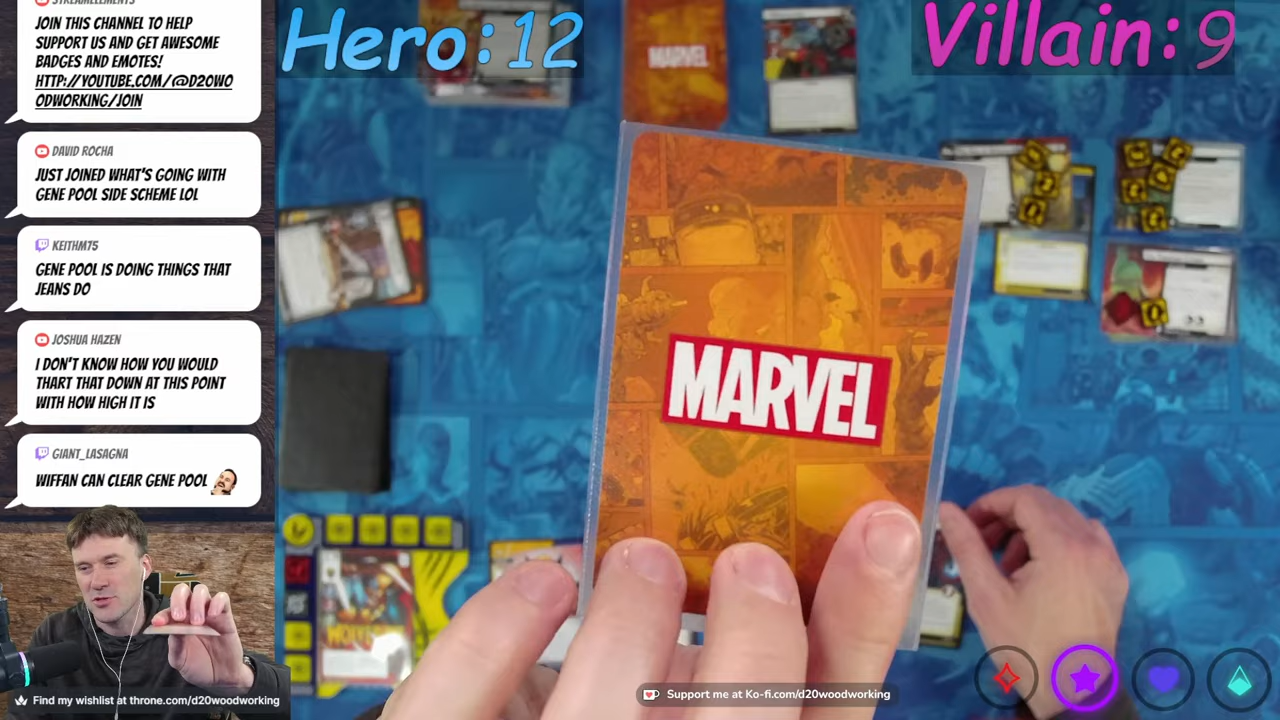 STREAMELEMENTS
JOIN THIS CHANNEL TO HELP
SUPPORT US AND GET AWESOME
BADGES AND EMOTES!
HTTP://YOUTUBE.COM/@D20WO
ODWORKING/JOIN
DAVID ROCHA
JUST JOINED WHAT'S GOING WITH
GENE POOL SIDE SCHEME LOL
KEITHM75
GENE POOL IS DOING THINGS THAT
JEANS DO
JOSHUA HAZEN
I DON'T KNOW HOW YOU WOULD
THART THAT DOWN AT THIS POINT
WITH HOW HIGH IT IS
GIANT_LASAGNA
WIFFAN CAN CLEAR GENE POOL
Find my wishlist at throne.com/d20woodworking
Hero:12
Villain:9
MARVEL
MARVEL
Support me at Ko-fi.com/d20woodworking